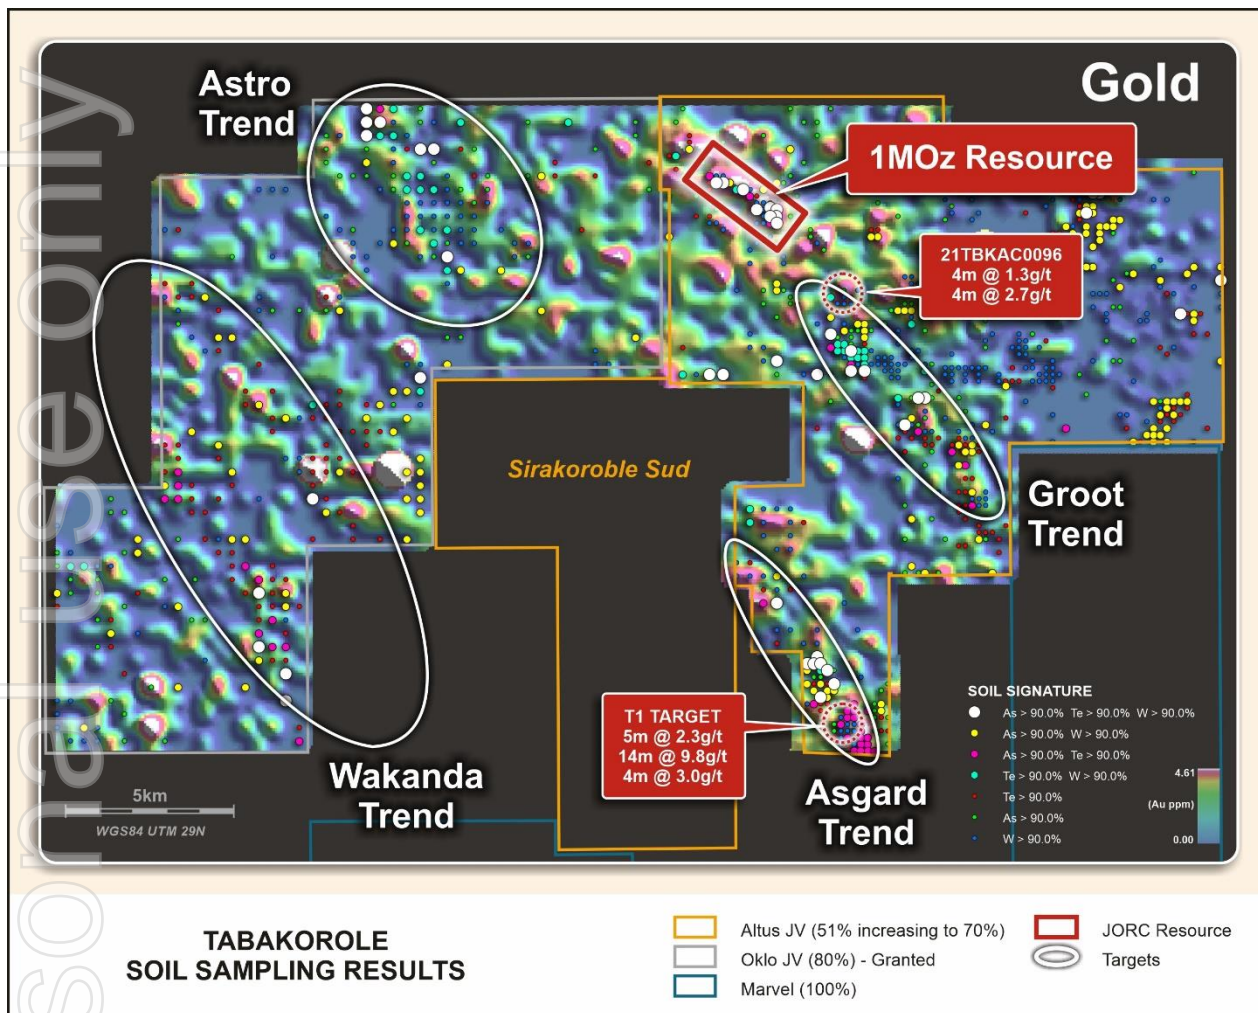 sonal use only
Gold
Astro
Trend
1MOz Resource
21TBKAC0096
4m @ 1.3g/t
4m @ 2.7g/t
Sirakoroble Sud
Groot
Trend
T1 TARGET
5m @ 2.3g/t
14m @ 9.8g/t
4m @ 3.0g/t
Wakanda
Trend
Asgard
Trend
5km
WGS84 UTM 29N
SOIL SIGNATURE
As > 90.0% Te > 90.0% W > 90.0%
As > 90.0% W > 90.0%
As > 90.0% Te > 90.0%
Te > 90.0% W > 90.0%
Te > 90.0%
As > 90.0%
W > 90.0%
4.61
(Au ppm)
0.00
TABAKOROLE
SOIL SAMPLING RESULTS
Altus JV (51% increasing to 70%)
Oklo JV (80%) - Granted
Marvel (100%)
JORC Resource
Targets